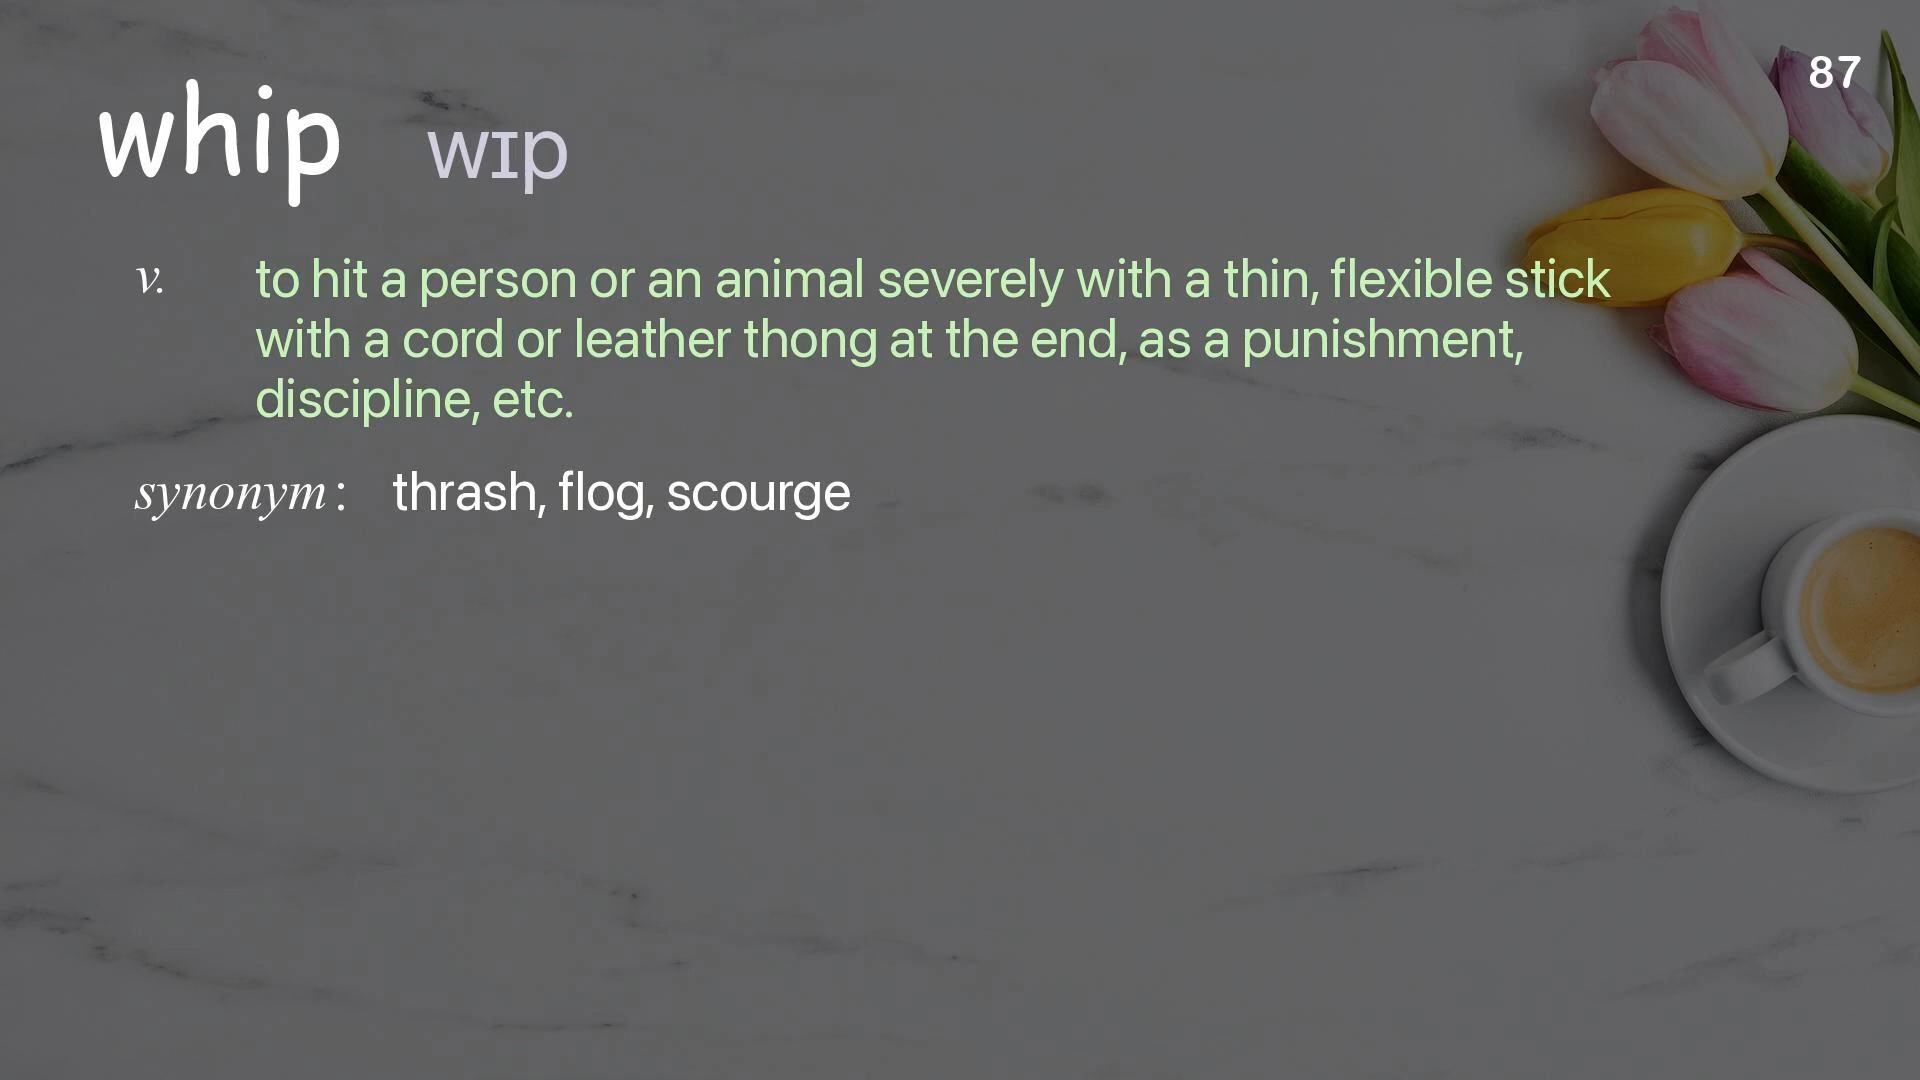 87
whip wɪp
v. to hit a person or an animal severely with a thin, flexible stick
with a cord or leather thong at the end, as a punishment,
discipline, etc.
synonym : thrash, flog, scourge